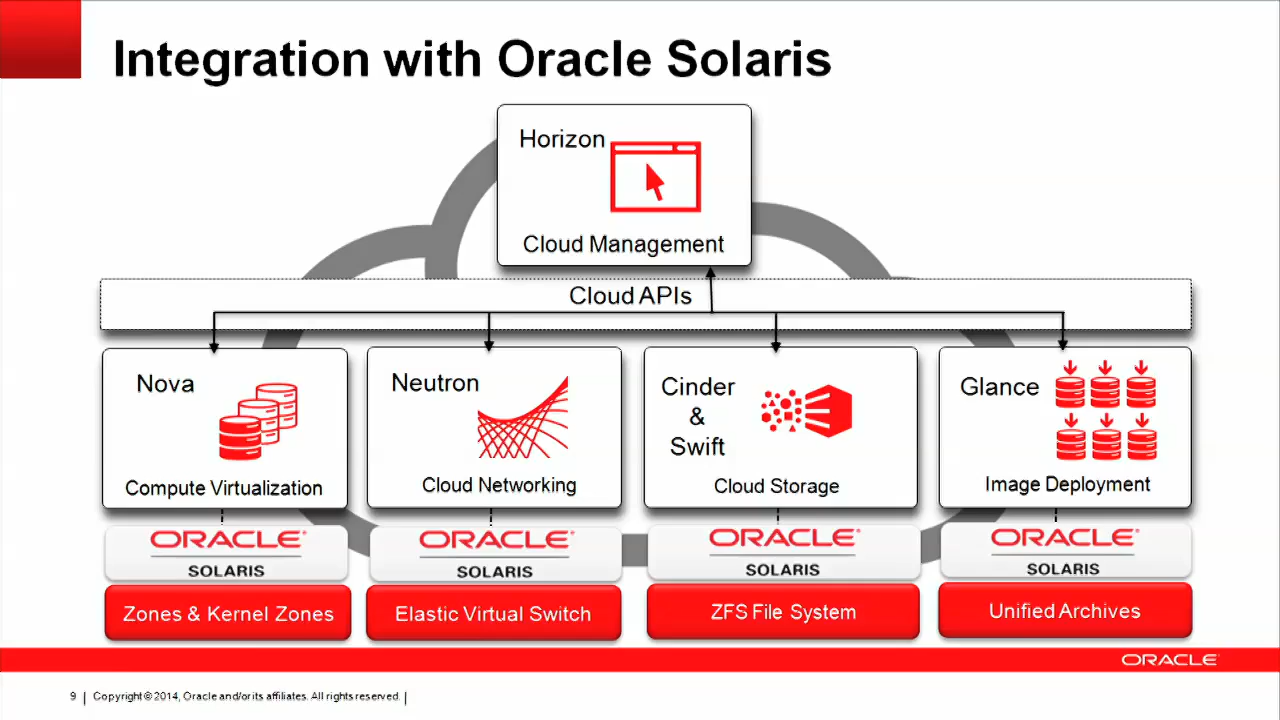 Integration with Oracle Solaris
Horizon
Cloud Management
Cloud APIs
Nova
Compute Virtualization
Neutron
Cloud Networking
Cinder
&
Swift
Cloud Storage
Glance
Image Deployment
ORACLE®
SOLARIS
ORACLE®
SOLARIS
ORACLE®
SOLARIS
ORACLE®
SOLARIS
Zones & Kernel Zones
Elastic Virtual Switch
ZFS File System
Unified Archives
ORACLE®
9 | Copyright © 2014, Oracle and/or its affiliates. All rights reserved. |